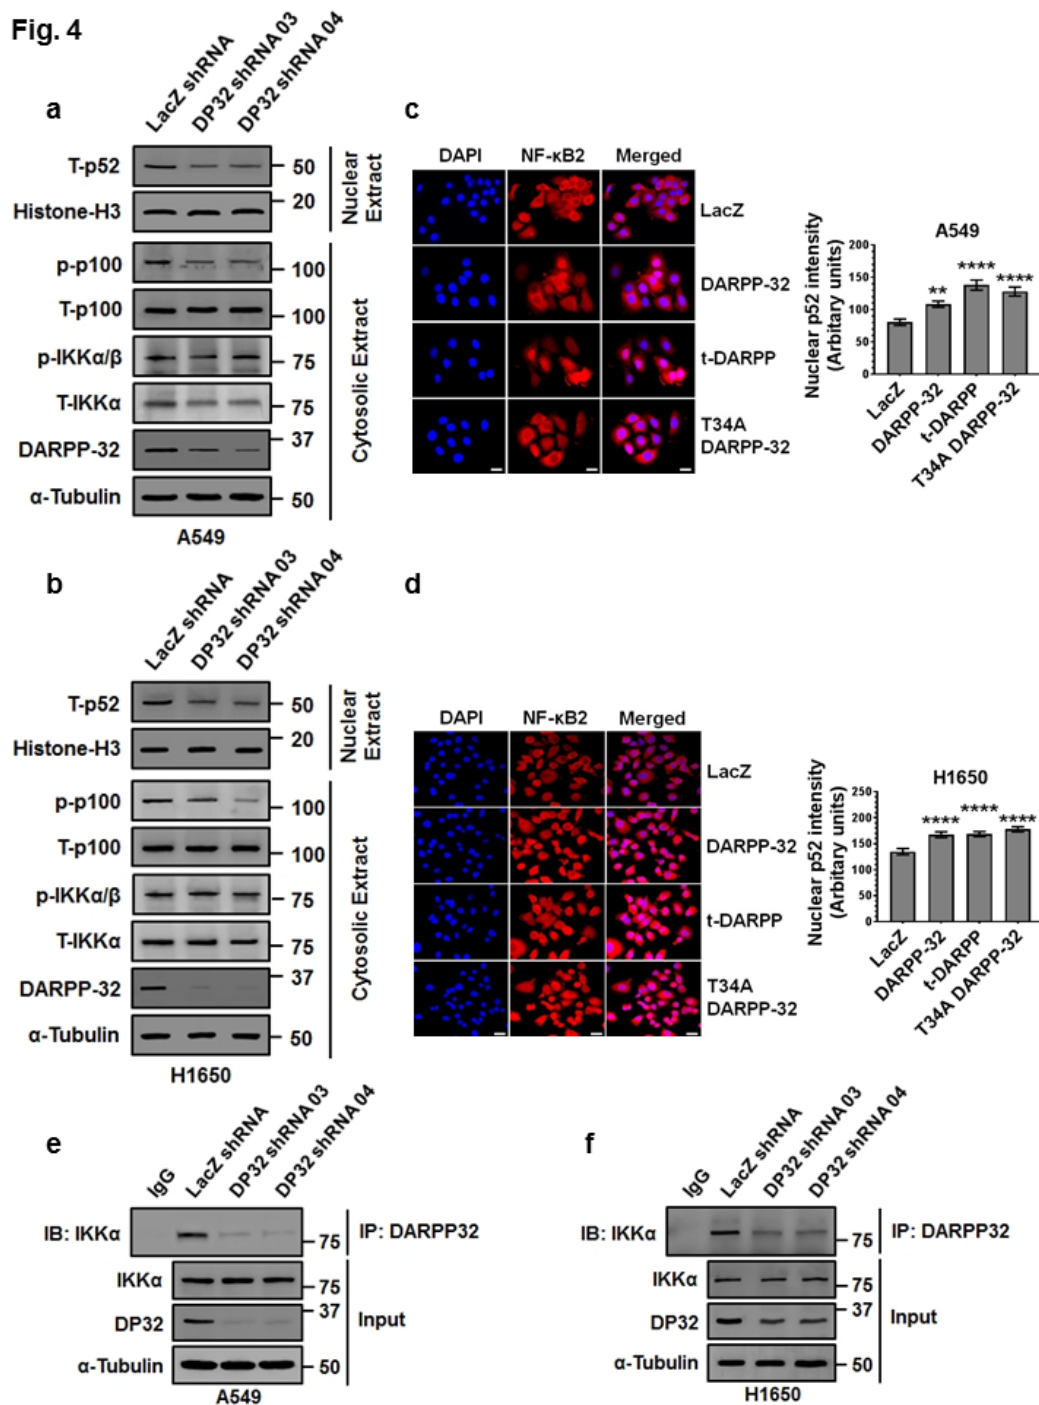 Fig. 4
a
LacZ shRNA
DP32 shRNA 03
DP32 shRNA 04
T-p52
50
Histone-H3
20
Nuclear
Extract
p-p100
100
T-p100
100
p-IKKα/β
75
T-IKKα
75
DARPP-32
37
α-Tubulin
50
Cytosolic Extract
A549
b
LacZ shRNA
DP32 shRNA 03
DP32 shRNA 04
T-p52
50
Histone-H3
20
Nuclear
Extract
p-p100
100
T-p100
100
p-IKKα/β
75
T-IKKα
75
DARPP-32
37
α-Tubulin
50
Cytosolic Extract
H1650
c
DAPI
NF-κB2
Merged
LacZ
DARPP-32
t-DARPP
T34A
DARPP-32
A549
Nuclear p52 intensity
(Arbitary units)
200
150
100
50
0
**
****
****
LacZ
DARPP-32
t-DARPP
T34A DARPP-32
d
DAPI
NF-κB2
Merged
LacZ
DARPP-32
t-DARPP
T34A
DARPP-32
H1650
Nuclear p52 intensity
(Arbitary units)
250
200
150
100
50
0
****
****
****
LacZ
DARPP-32
t-DARPP
T34A DARPP-32
e
IgG
LacZ shRNA
DP32 shRNA 03
DP32 shRNA 04
IB: IKKα
75
IP: DARPP32
IKKα
75
DP32
37
α-Tubulin
50
Input
A549
f
IgG
LacZ shRNA
DP32 shRNA 03
DP32 shRNA 04
IB: IKKα
75
IP: DARPP32
IKKα
75
DP32
37
α-Tubulin
50
Input
H1650